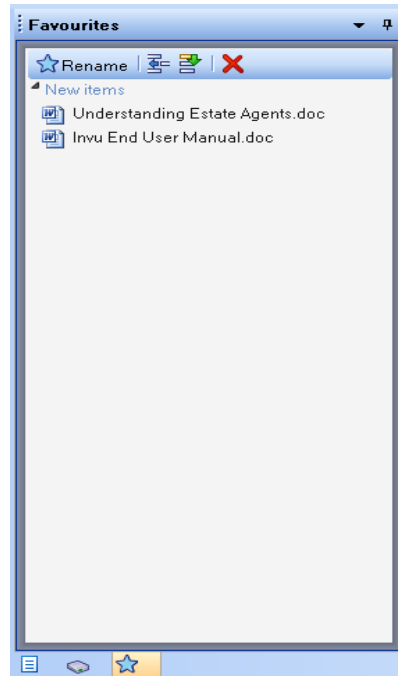 Favourites
Rename
New items
Understanding Estate Agents.doc
Invu End User Manual.doc